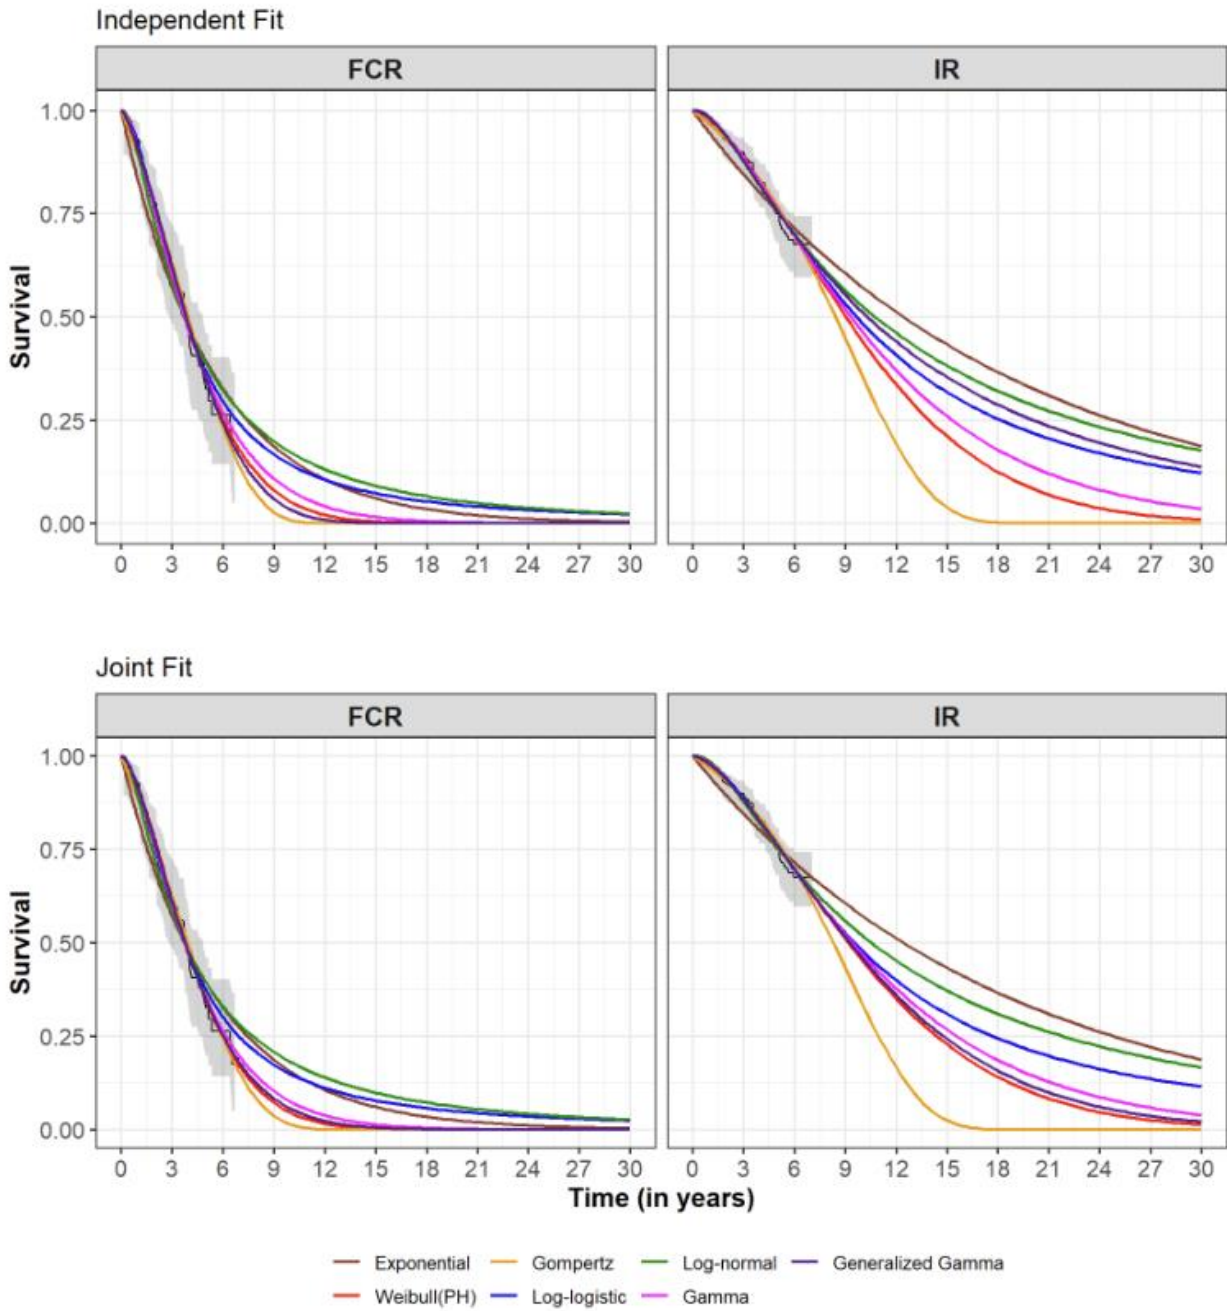 Independent Fit
FCR IR
1.00
0.75
0.50
0.25
0.00
Survival
0 3 6 9 12 15 18 21 24 27 30 0 3 6 9 12 15 18 21 24 27 30
Joint Fit
FCR IR
1.00
0.75
0.50
0.25
0.00
Survival
0 3 6 9 12 15 18 21 24 27 30 0 3 6 9 12 15 18 21 24 27 30
Time (in years)
Exponential Gompertz Log-normal Generalized Gamma
Weibull(PH) Log-logistic Gamma